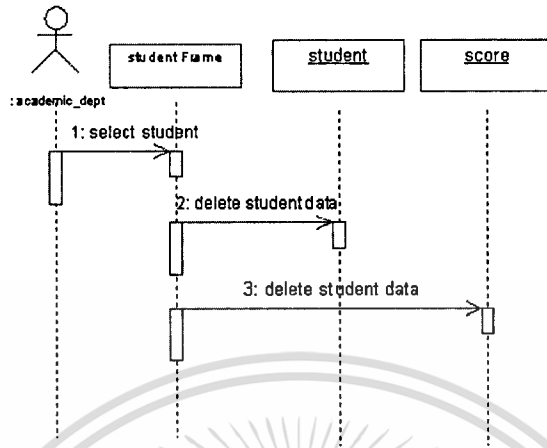 student Frame
student
score
: academic_dept
1: select student
2: delete student data
3: delete student data